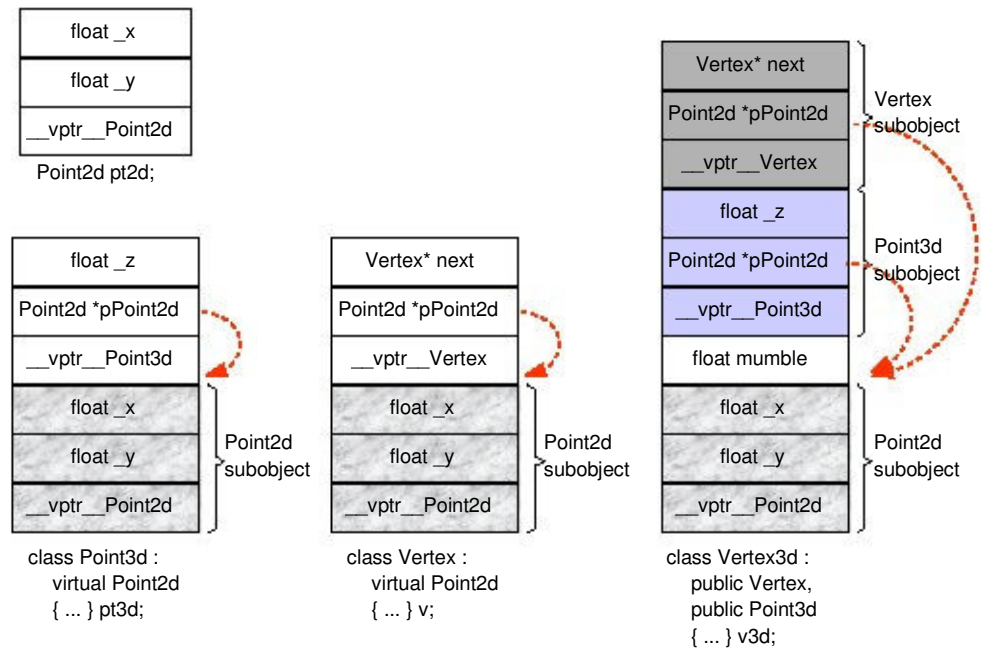 float _x
float _y
__vptr__Point2d
Point2d pt2d;
float _z
Point2d *pPoint2d
__vptr__Point3d
float _x
float _y
__vptr__Point2d
Point2d
subobject
class Point3d :
virtual Point2d
{ ... } pt3d;
Vertex* next
Point2d *pPoint2d
__vptr__Vertex
float _x
float _y
__vptr__Point2d
Point2d
subobject
class Vertex :
virtual Point2d
{ ... } v;
Vertex* next
Point2d *pPoint2d
__vptr__Vertex
Vertex
subobject
float _z
Point2d *pPoint2d
__vptr__Point3d
Point3d
subobject
float mumble
float _x
float _y
__vptr__Point2d
Point2d
subobject
class Vertex3d :
public Vertex,
public Point3d
{ ... } v3d;